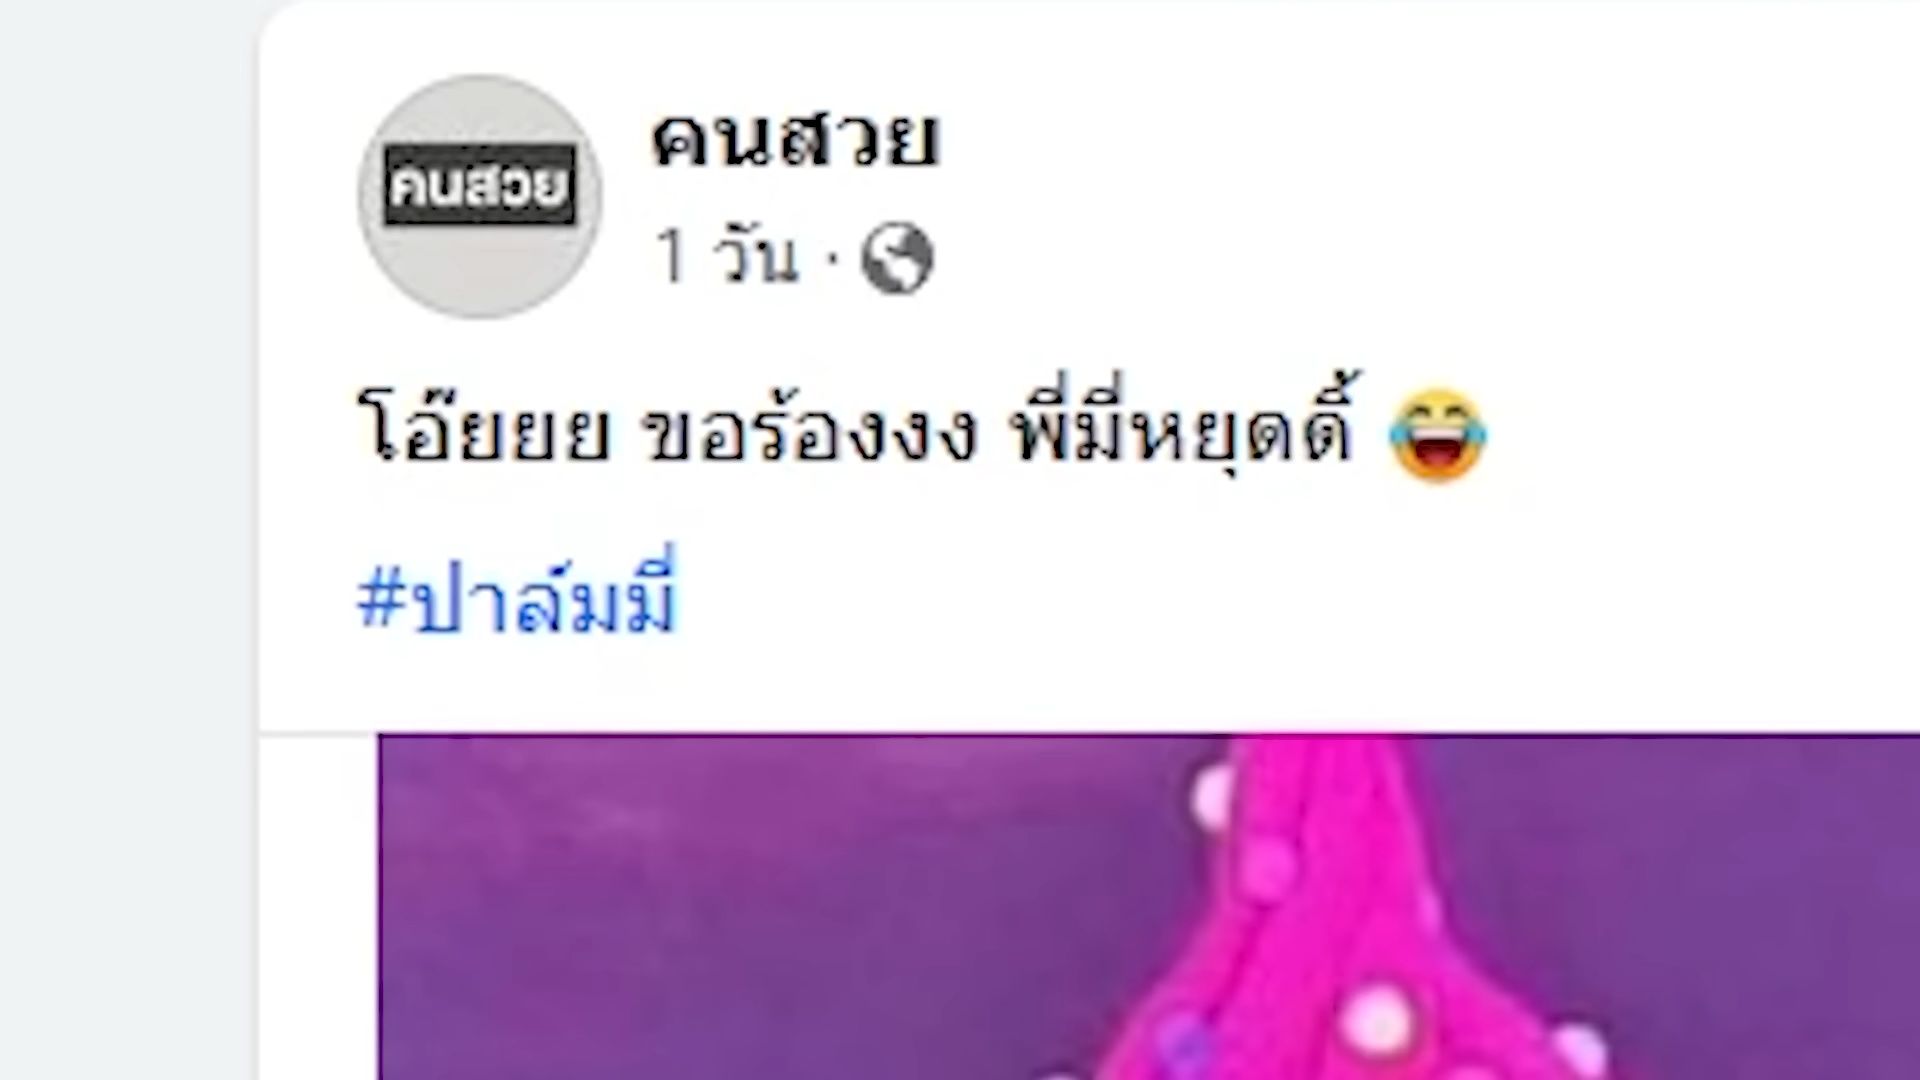 คนสวย
คนสวย
1 วัน ·
โอ๊ยยย ขอร้องงง พี่มี่หยุดดิ้ 😂
#ปาล์มมี่